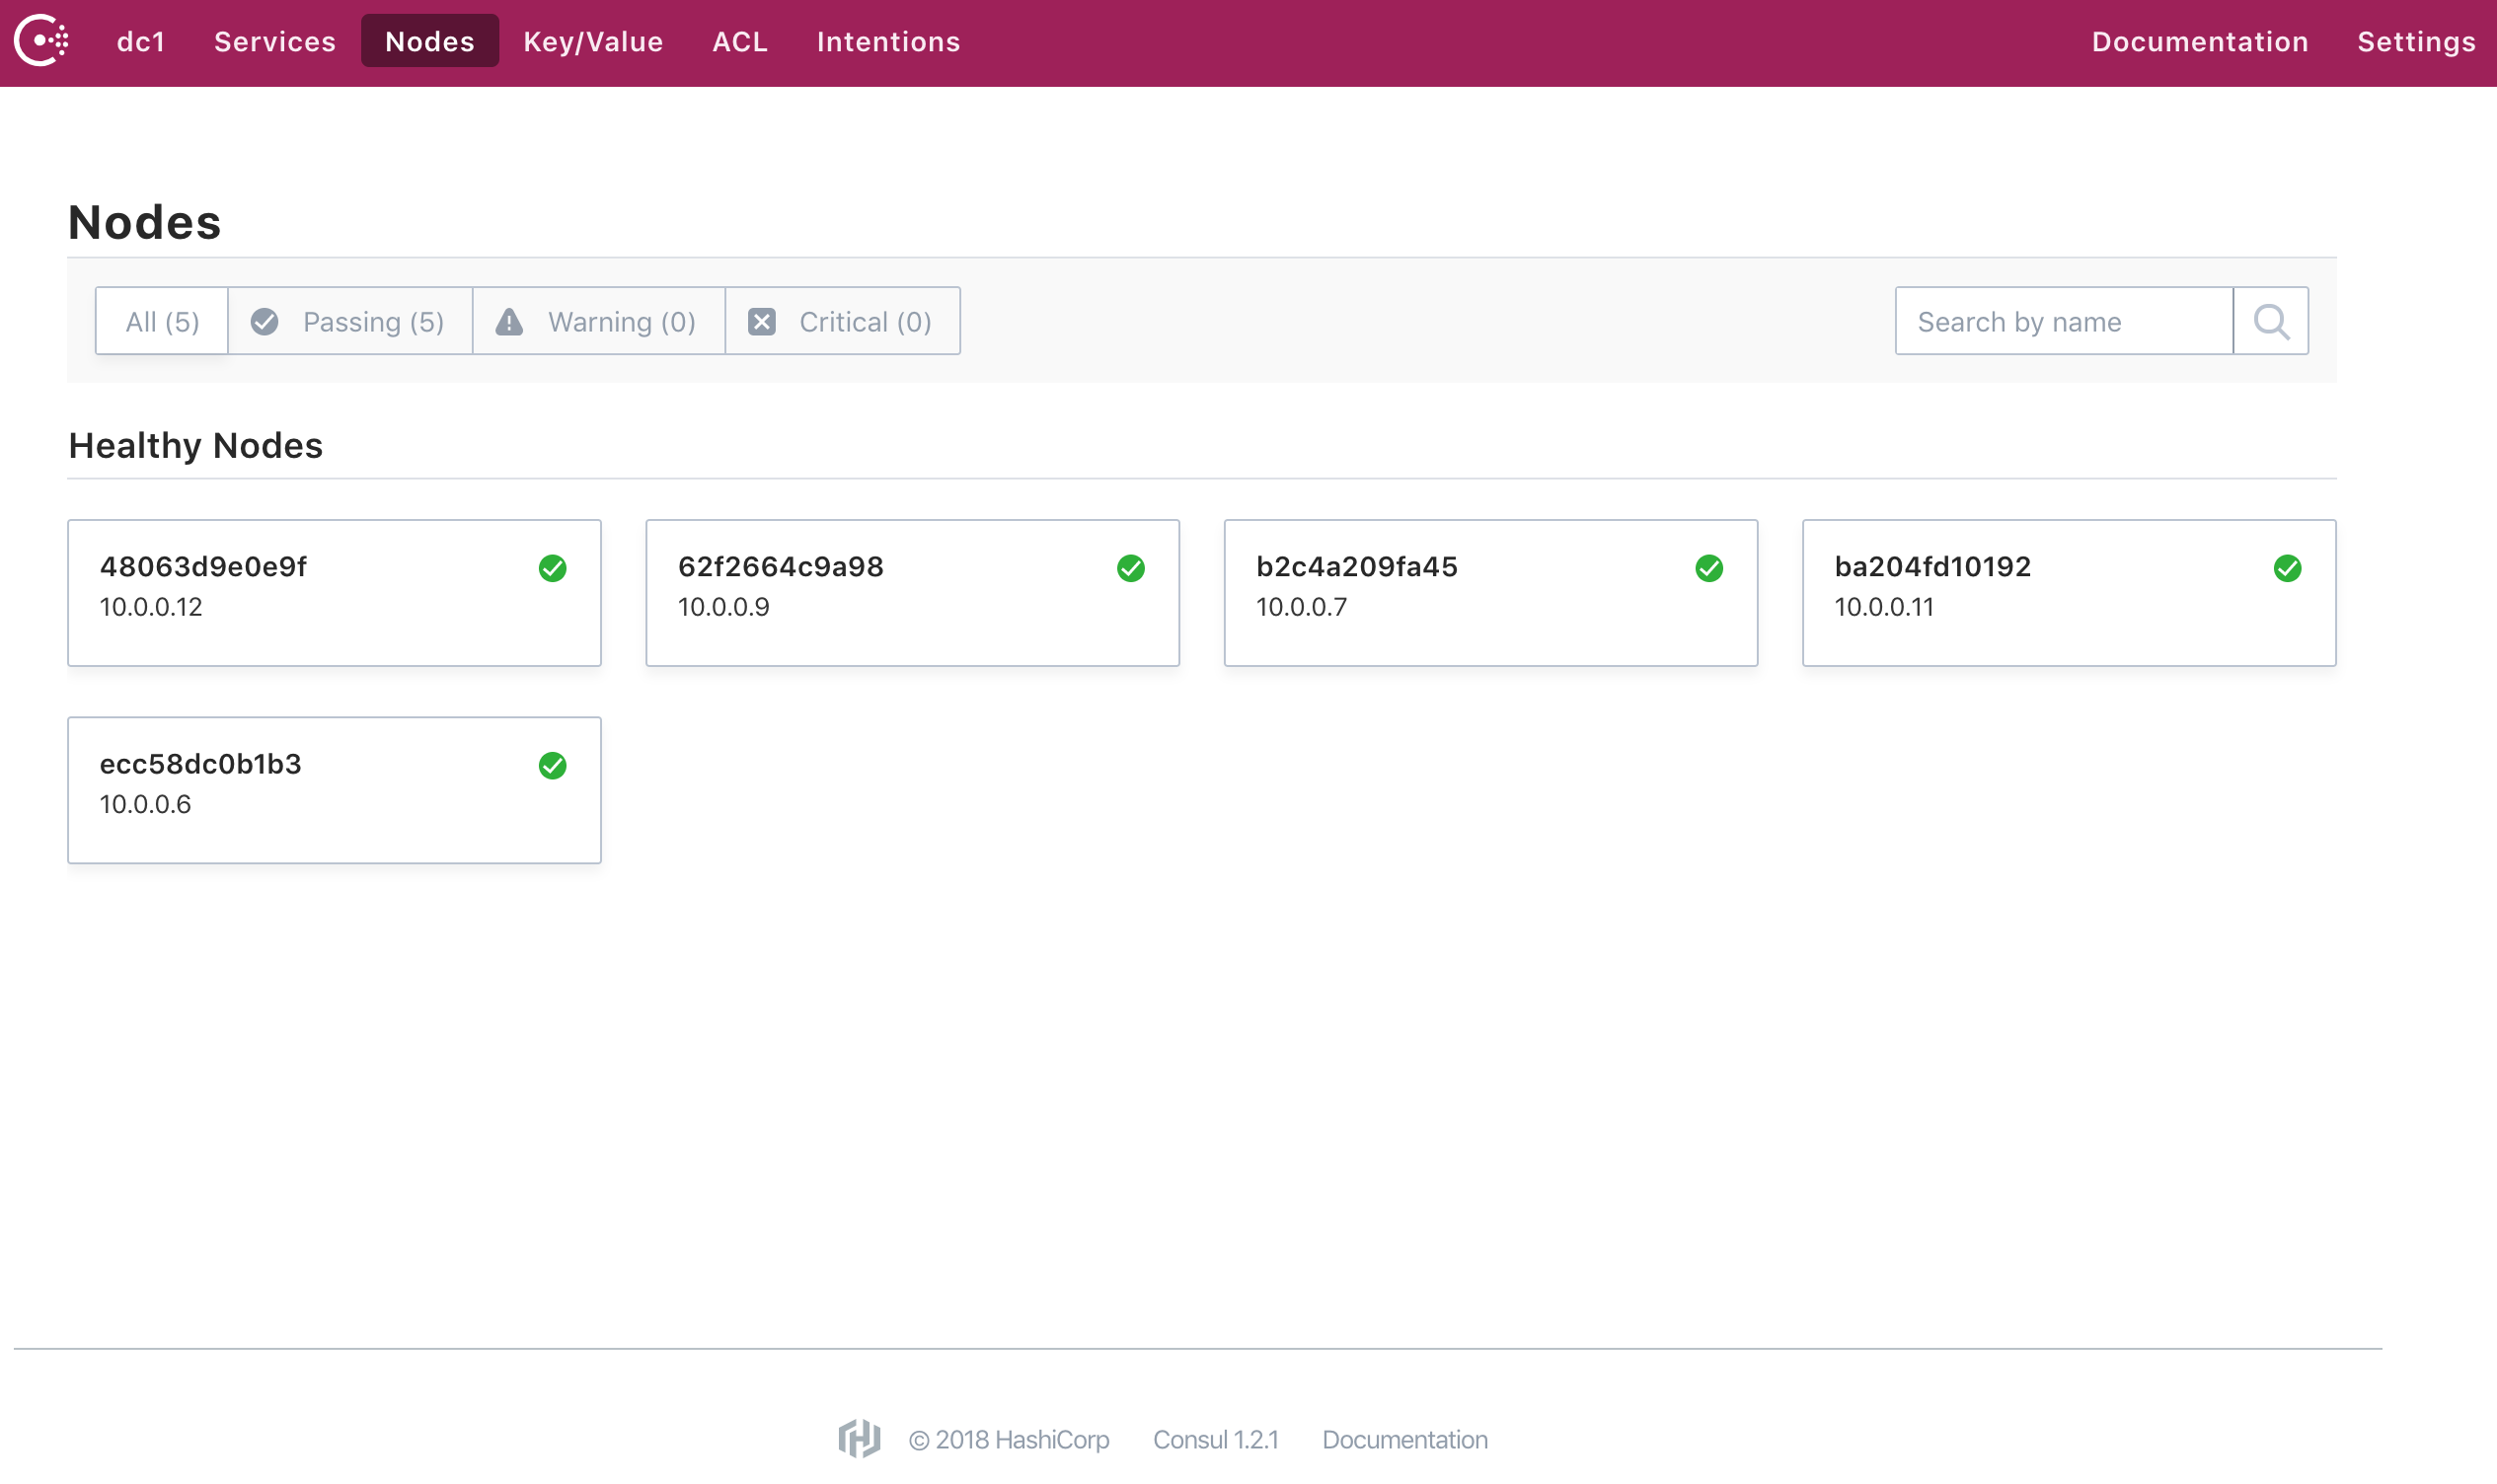 dc1 Services Nodes Key/Value ACL Intentions Documentation Settings
Nodes
All (5) Passing (5) Warning (0) Critical (0) Search by name
Healthy Nodes
48063d9e0e9f 62f2664c9a98 b2c4a209fa45 ba204fd10192
10.0.0.12 10.0.0.9 10.0.0.7 10.0.0.11
ecc58dc0b1b3
10.0.0.6
© 2018 HashiCorp Consul 1.2.1 Documentation